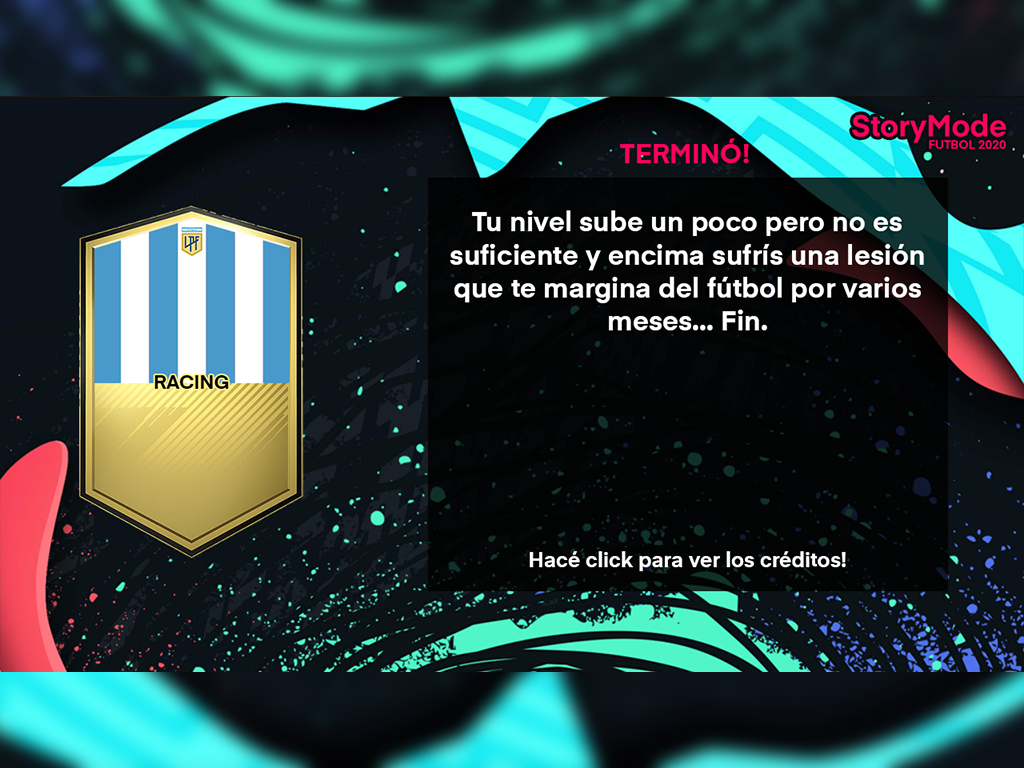 StoryMode
FUTBOL 2020
TERMINÓ!
Tu nivel sube un poco pero no es
suficiente y encima sufrís una lesión
que te margina del fútbol por varios
meses... Fin.
LPF
RACING
Hacé click para ver los créditos!